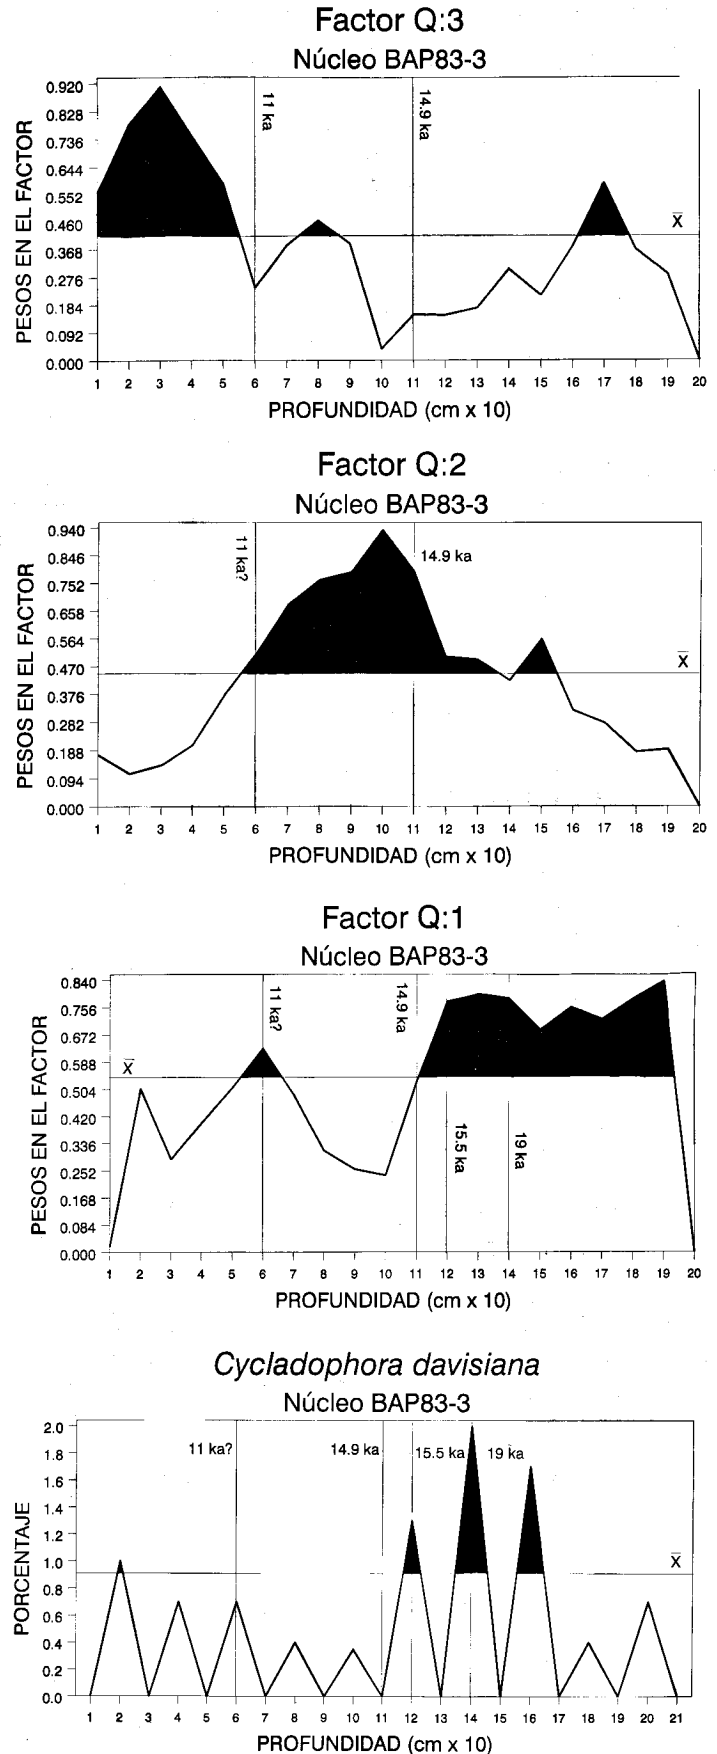 Factor Q:3
Núcleo BAP83-3
PESOS EN EL FACTOR
0.920
0.828
0.736
0.644
0.552
0.460
0.368
0.276
0.184
0.092
0.000
11 ka
14.9 ka
X̅
1 2 3 4 5 6 7 8 9 10 11 12 13 14 15 16 17 18 19 20
PROFUNDIDAD (cm x 10)
Factor Q:2
Núcleo BAP83-3
PESOS EN EL FACTOR
0.940
0.846
0.752
0.658
0.564
0.470
0.376
0.282
0.188
0.094
0.000
11 ka?
14.9 ka
X̅
1 2 3 4 5 6 7 8 9 10 11 12 13 14 15 16 17 18 19 20
PROFUNDIDAD (cm x 10)
Factor Q:1
Núcleo BAP83-3
PESOS EN EL FACTOR
0.840
0.756
0.672
0.588
0.504
0.420
0.336
0.252
0.168
0.084
0.000
X̅
11 ka?
14.9 ka
15.5 ka
19 ka
1 2 3 4 5 6 7 8 9 10 11 12 13 14 15 16 17 18 19 20
PROFUNDIDAD (cm x 10)
Cycladophora davisiana
Núcleo BAP83-3
PORCENTAJE
2.0
1.8
1.6
1.4
1.2
1.0
0.8
0.6
0.4
0.2
0.0
11 ka?
14.9 ka
15.5 ka
19 ka
X̅
1 2 3 4 5 6 7 8 9 10 11 12 13 14 15 16 17 18 19 20 21
PROFUNDIDAD (cm x 10)